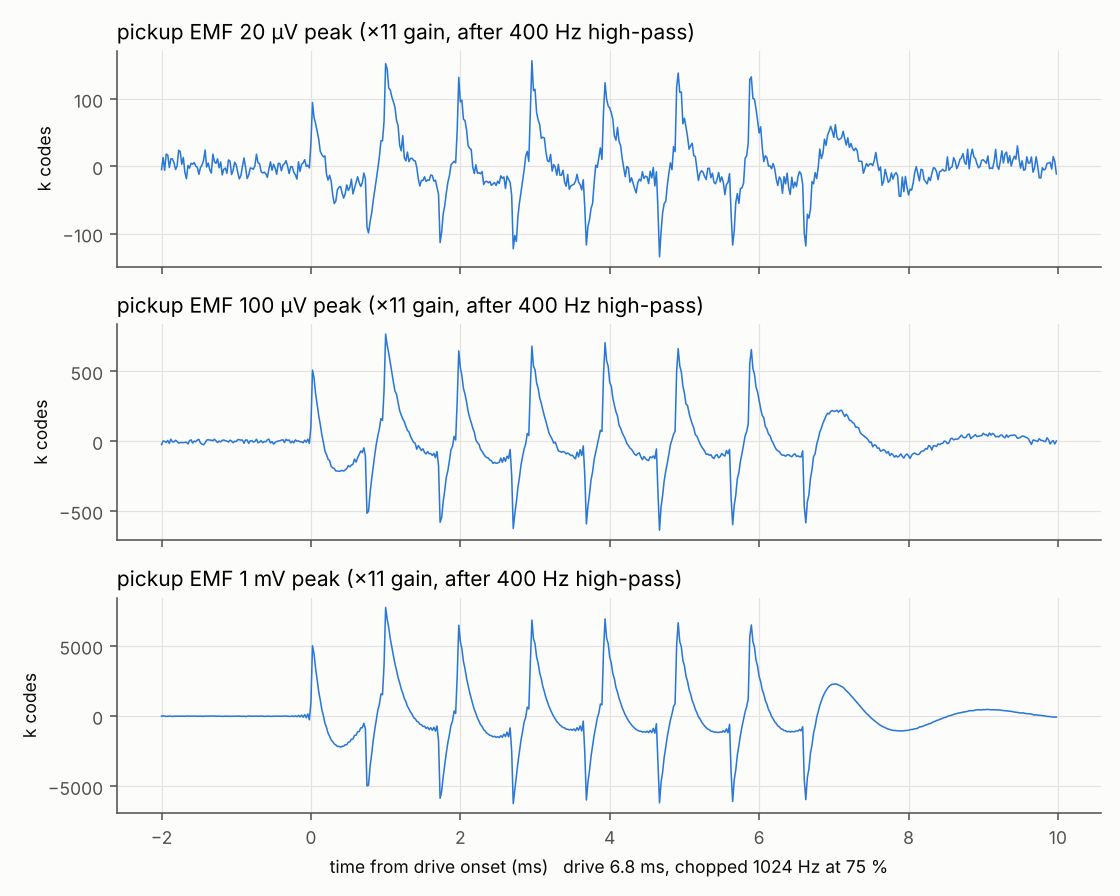 pickup EMF 20 µV peak (×11 gain, after 400 Hz high-pass)
100
0
−100
k codes
pickup EMF 100 µV peak (×11 gain, after 400 Hz high-pass)
500
0
−500
k codes
pickup EMF 1 mV peak (×11 gain, after 400 Hz high-pass)
5000
0
−5000
k codes
−2 0 2 4 6 8 10
time from drive onset (ms) drive 6.8 ms, chopped 1024 Hz at 75 %